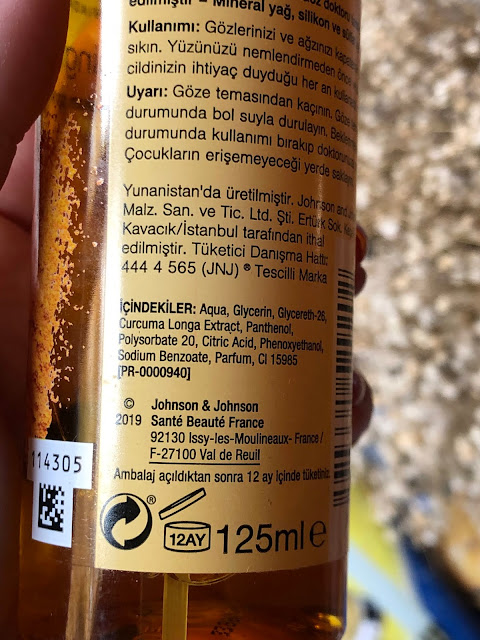 edilmiştir = Mineral yağ, silikon ve
Kullanımı: Gözlerinizi ve ağzınızı
sıkın. Yüzünüzü nemlendirmeden önce
cildinizin ihtiyaç duyduğu her an
Uyarı: Göze temasından kaçının. Göze
durumunda bol suyla durulayın.
durumunda kullanımı bırakıp
Çocukların erişemeyeceği yerde
Yunanistan'da üretilmiştir. Johnson and
Malz. San. ve Tic. Ltd. Şti. Ertürk Sok.
Kavacık/İstanbul tarafından ithal
edilmiştir. Tüketici Danışma Hattı:
444 4 565 (JNJ) ® Tescilli Marka
İÇİNDEKİLER: Aqua, Glycerin, Glycereth-26,
Curcuma Longa Extract, Panthenol,
Polysorbate 20, Citric Acid, Phenoxyethanol,
Sodium Benzoate, Parfum, CI 15985
[PR-0000940]
© Johnson & Johnson
2019 Santé Beauté France
92130 Issy-les-Moulineaux- France /
F-27100 Val de Reuil
Ambalaj açıldıktan sonra 12 ay içinde tüketiniz.
114305
®
12AY 125ml e